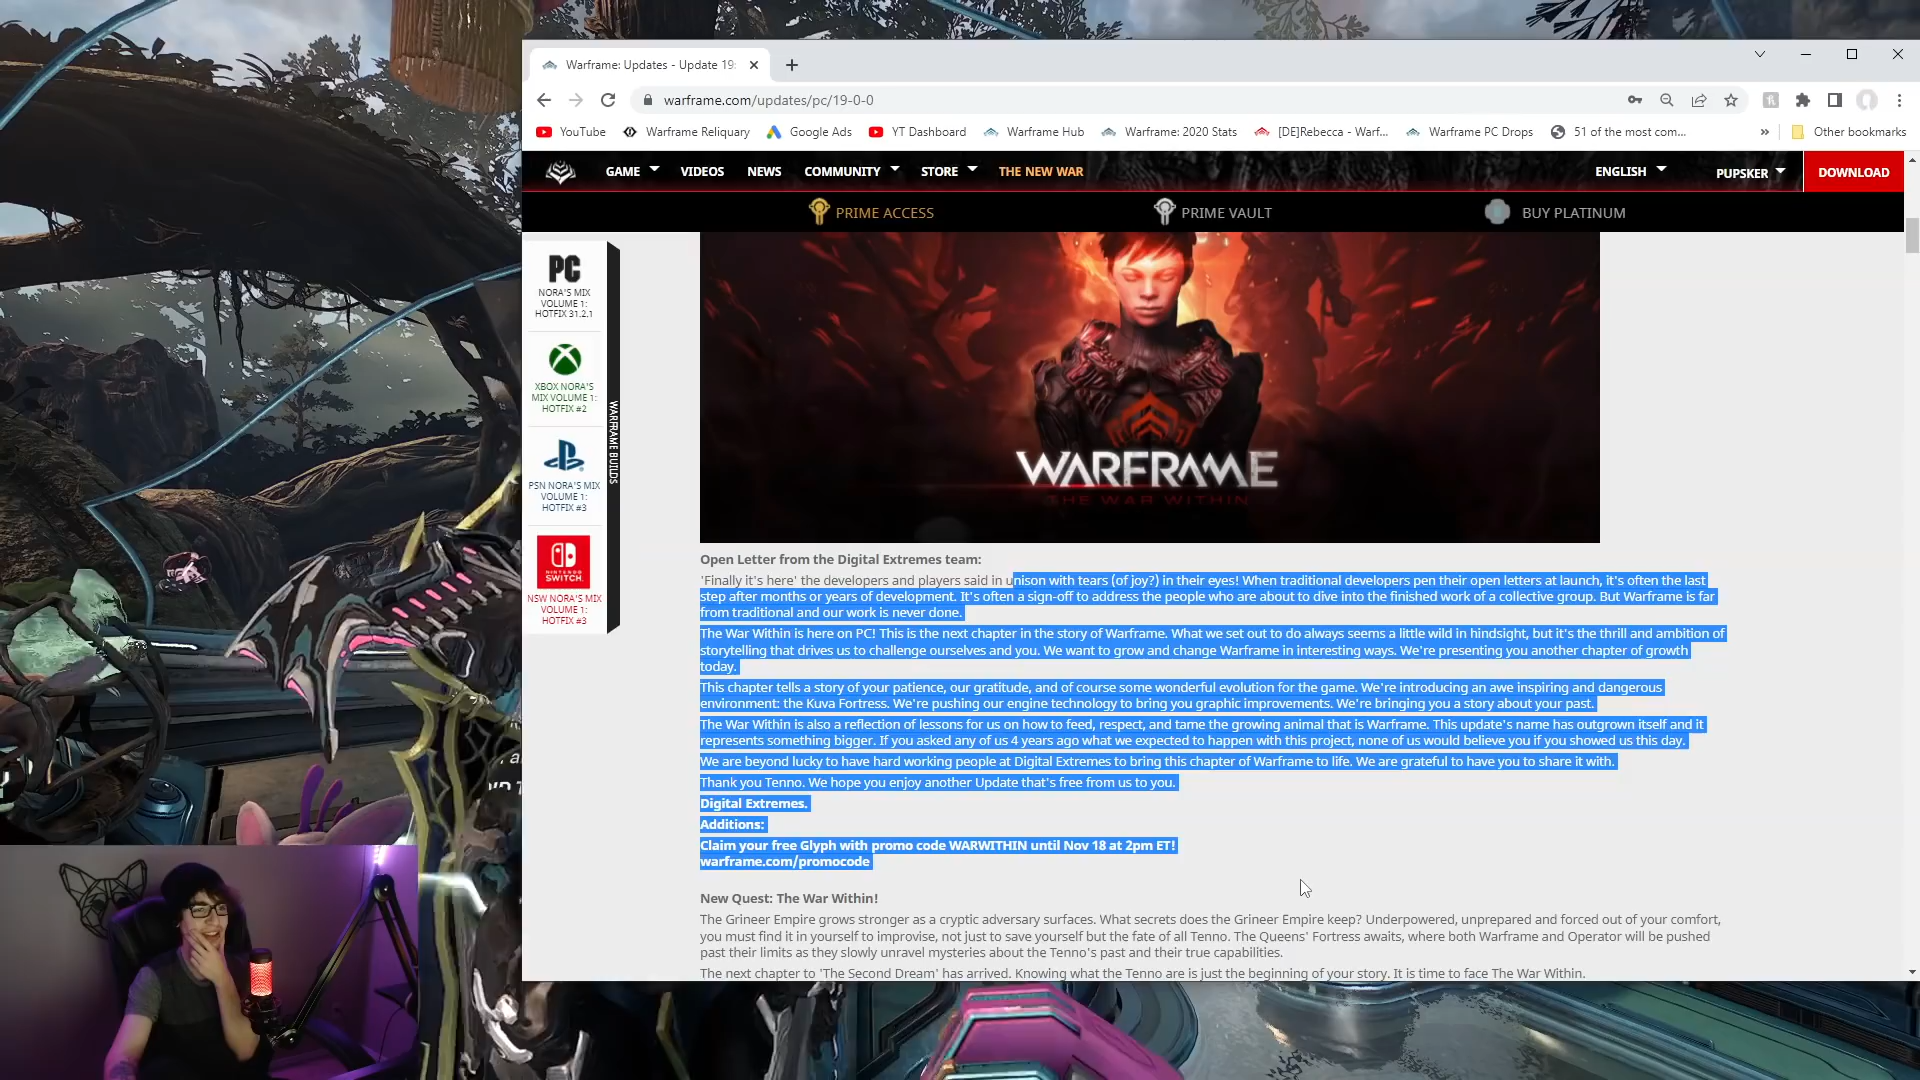 Warframe: Updates - Update 19:
warframe.com/updates/pc/19-0-0
YouTube
Warframe Reliquary
Google Ads
YT Dashboard
Warframe Hub
Warframe: 2020 Stats
[DE]Rebecca - Warf...
Warframe PC Drops
51 of the most com...
»
Other bookmarks
GAME
VIDEOS
NEWS
COMMUNITY
STORE
THE NEW WAR
ENGLISH
PUPSKER
DOWNLOAD
PRIME ACCESS
PRIME VAULT
BUY PLATINUM
PC
NORA'S MIX
VOLUME 1:
HOTFIX 31.2.1
XBOX NORA'S
MIX VOLUME 1:
HOTFIX #2
PSN NORA'S MIX
VOLUME 1:
HOTFIX #3
NINTENDO
SWITCH
NSW NORA'S MIX
VOLUME 1:
HOTFIX #3
WARFRAME BUILDS
WARFRAME
THE WAR WITHIN
Open Letter from the Digital Extremes team:
'Finally it's here' the developers and players said in unison with tears (of joy?) in their eyes! When traditional developers pen their open letters at launch, it's often the last
step after months or years of development. It's often a sign-off to address the people who are about to dive into the finished work of a collective group. But Warframe is far
from traditional and our work is never done.
The War Within is here on PC! This is the next chapter in the story of Warframe. What we set out to do always seems a little wild in hindsight, but it's the thrill and ambition of
storytelling that drives us to challenge ourselves and you. We want to grow and change Warframe in interesting ways. We're presenting you another chapter of growth
today.
This chapter tells a story of your patience, our gratitude, and of course some wonderful evolution for the game. We're introducing an awe inspiring and dangerous
environment: the Kuva Fortress. We're pushing our engine technology to bring you graphic improvements. We're bringing you a story about your past.
The War Within is also a reflection of lessons for us on how to feed, respect, and tame the growing animal that is Warframe. This update's name has outgrown itself and it
represents something bigger. If you asked any of us 4 years ago what we expected to happen with this project, none of us would believe you if you showed us this day.
We are beyond lucky to have hard working people at Digital Extremes to bring this chapter of Warframe to life. We are grateful to have you to share it with.
Thank you Tenno. We hope you enjoy another Update that's free from us to you.
Digital Extremes.
Additions:
Claim your free Glyph with promo code WARWITHIN until Nov 18 at 2pm ET!
warframe.com/promocode
New Quest: The War Within!
The Grineer Empire grows stronger as a cryptic adversary surfaces. What secrets does the Grineer Empire keep? Underpowered, unprepared and forced out of your comfort,
you must find it in yourself to improvise, not just to save yourself but the fate of all Tenno. The Queens' Fortress awaits, where both Warframe and Operator will be pushed
past their limits as they slowly unravel mysteries about the Tenno's past and their true capabilities.
The next chapter to 'The Second Dream' has arrived. Knowing what the Tenno are is just the beginning of your story. It is time to face The War Within.